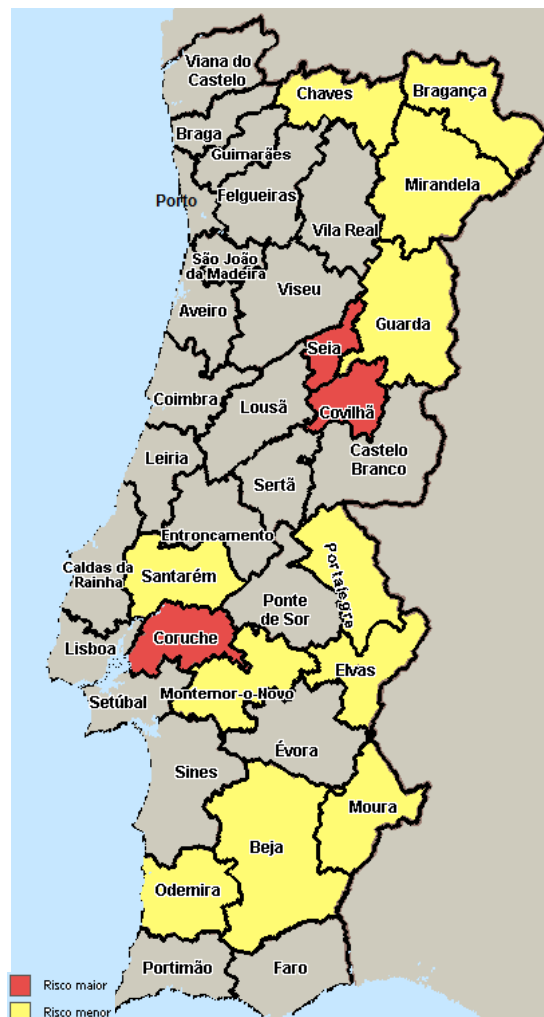 Viana do
Castelo
Chaves
Bragança
Braga
Guimarães
Mirandela
Felgueiras
Porto
Vila Real
São João
da Madeira
Viseu
Aveiro
Guarda
Seia
Coimbra
Lousã
Covilhã
Castelo
Branco
Leiria
Sertã
Entroncamento
Caldas da
Rainha
Santarém
Portalegre
Ponte
de Sor
Coruche
Lisboa
Elvas
Setúbal
Montemor-o-Novo
Évora
Sines
Moura
Beja
Odemira
Portimão
Faro
Risco maior
Risco menor